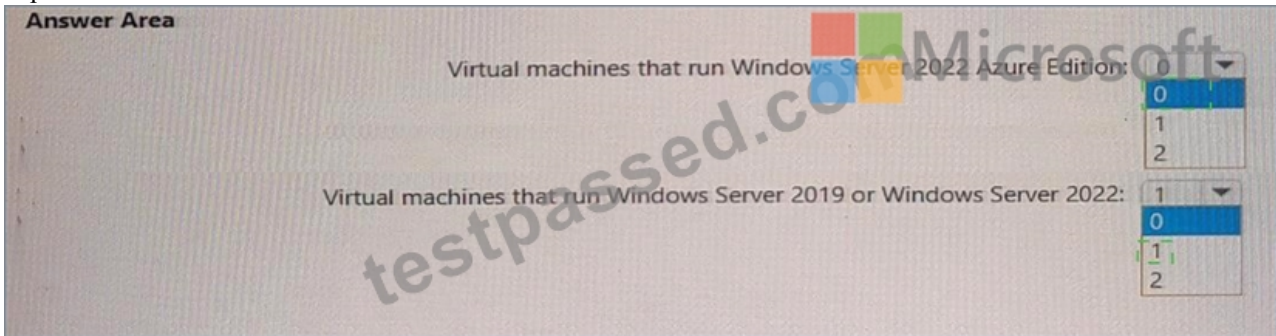 Answer Area
Microsoft
Virtual machines that run Windows Server 2022 Azure Edition: 0
0
1
2
Virtual machines that run Windows Server 2019 or Windows Server 2022: 1
0
1
2
testpassed.com